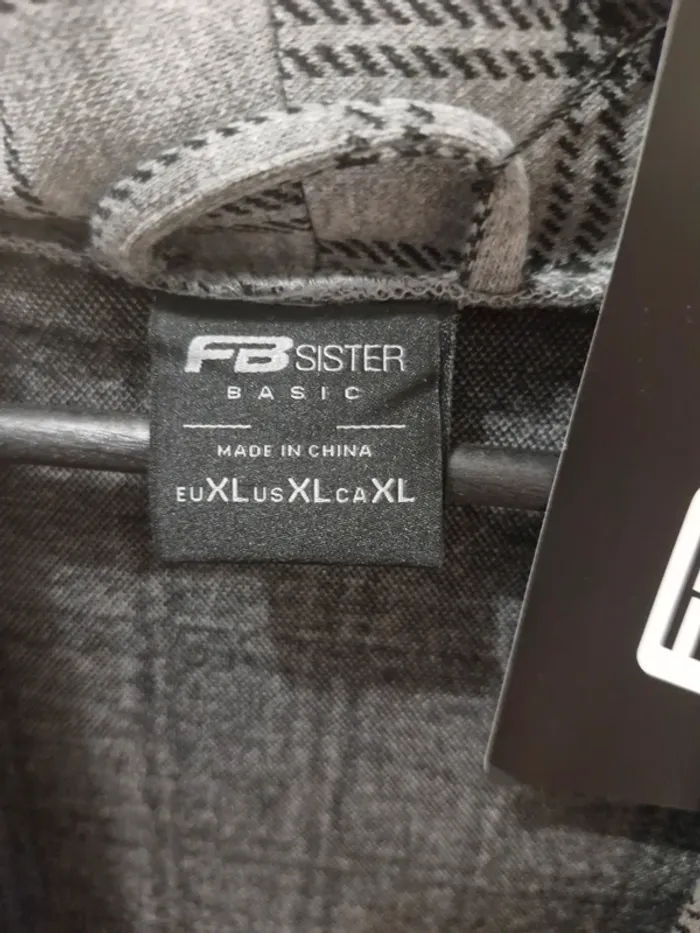 FB SISTER
BASIC
MADE IN CHINA
EU XL US XL CA XL